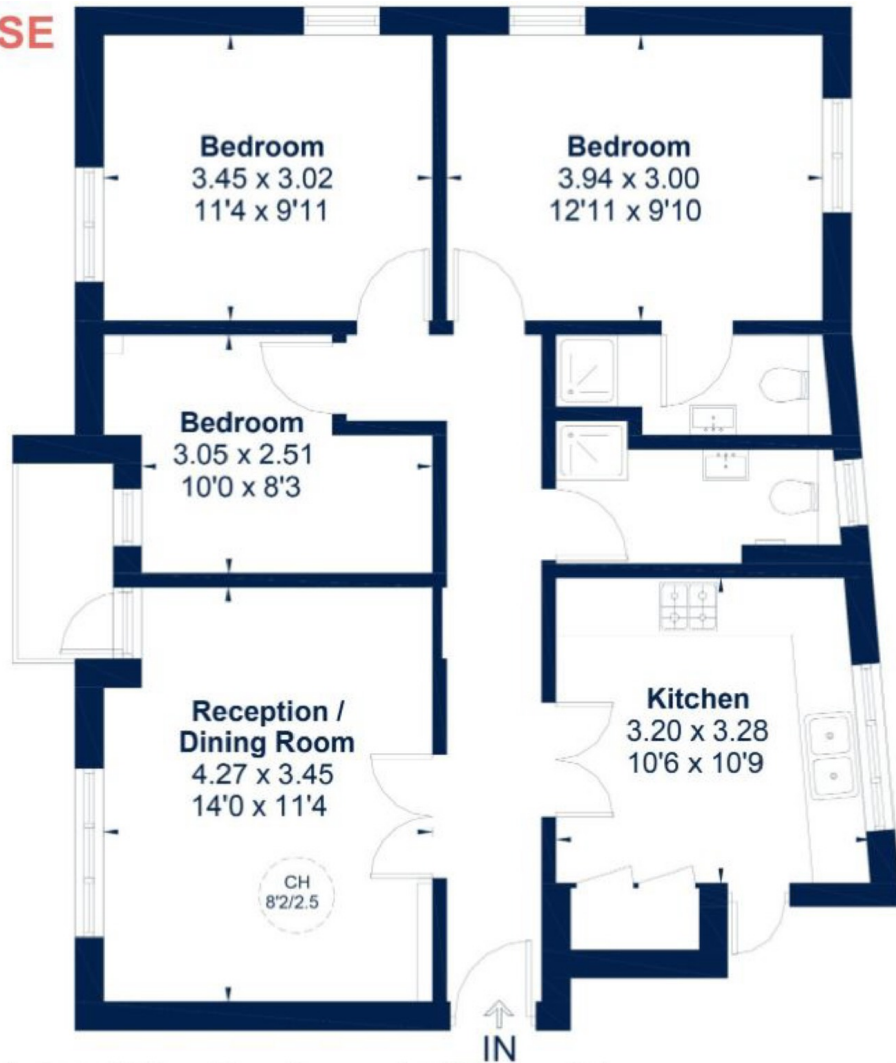 SE
Bedroom
3.45 x 3.02
11'4 x 9'11
Bedroom
3.94 x 3.00
12'11 x 9'10
Bedroom
3.05 x 2.51
10'0 x 8'3
Reception /
Dining Room
4.27 x 3.45
14'0 x 11'4
Kitchen
3.20 x 3.28
10'6 x 10'9
CH
8'2/2.5
IN